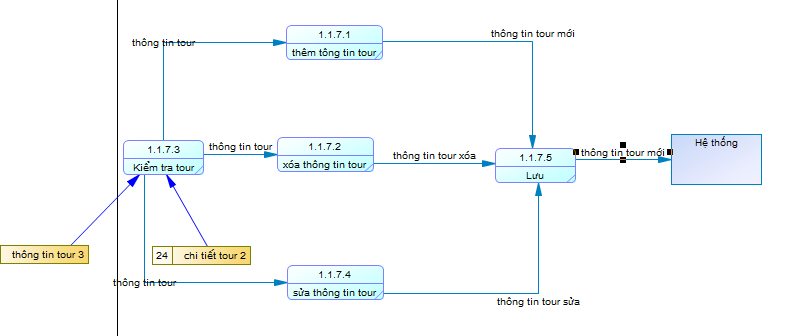 1.1.7.1
thêm tông tin tour
thông tin tour
thông tin tour mới
1.1.7.3
Kiểm tra tour
thông tin tour
1.1.7.2
xóa thông tin tour
thông tin tour xóa
1.1.7.5
Lưu
thông tin tour mới
Hệ thống
thông tin tour 3
24 chi tiết tour 2
thông tin tour
1.1.7.4
sửa thông tin tour
thông tin tour sửa